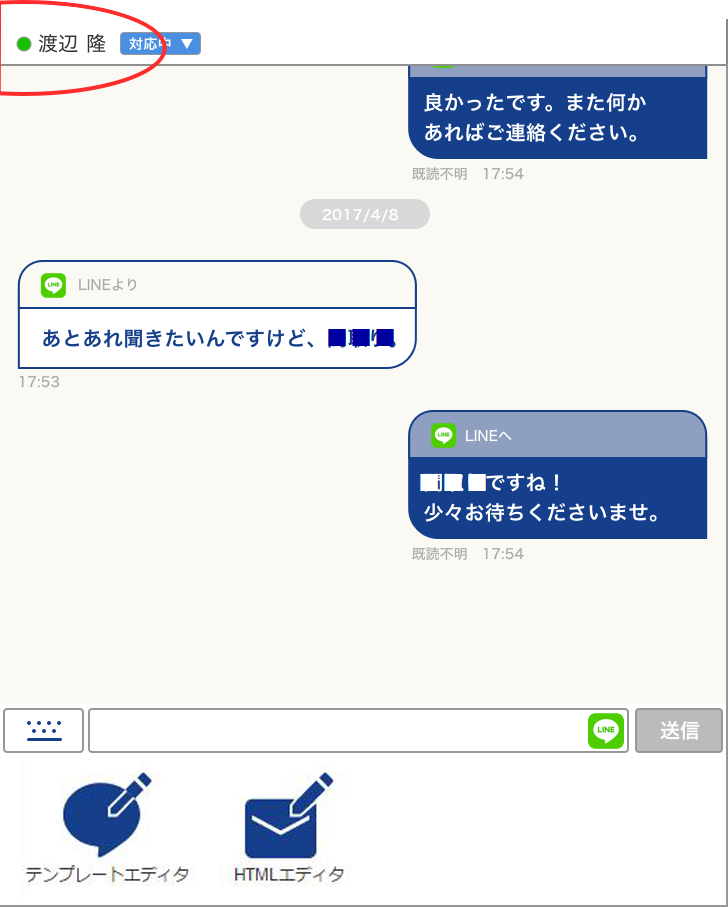 渡辺 隆 対応中 ▼
良かったです。また何か
あればご連絡ください。
既読不明 17:54
2017/4/8
LINE LINEより
あとあれ聞きたいんですけど、
17:53
LINE LINEへ
ですね！
少々お待ちくださいませ。
既読不明 17:54
LINE
送信
テンプレートエディタ
HTMLエディタ